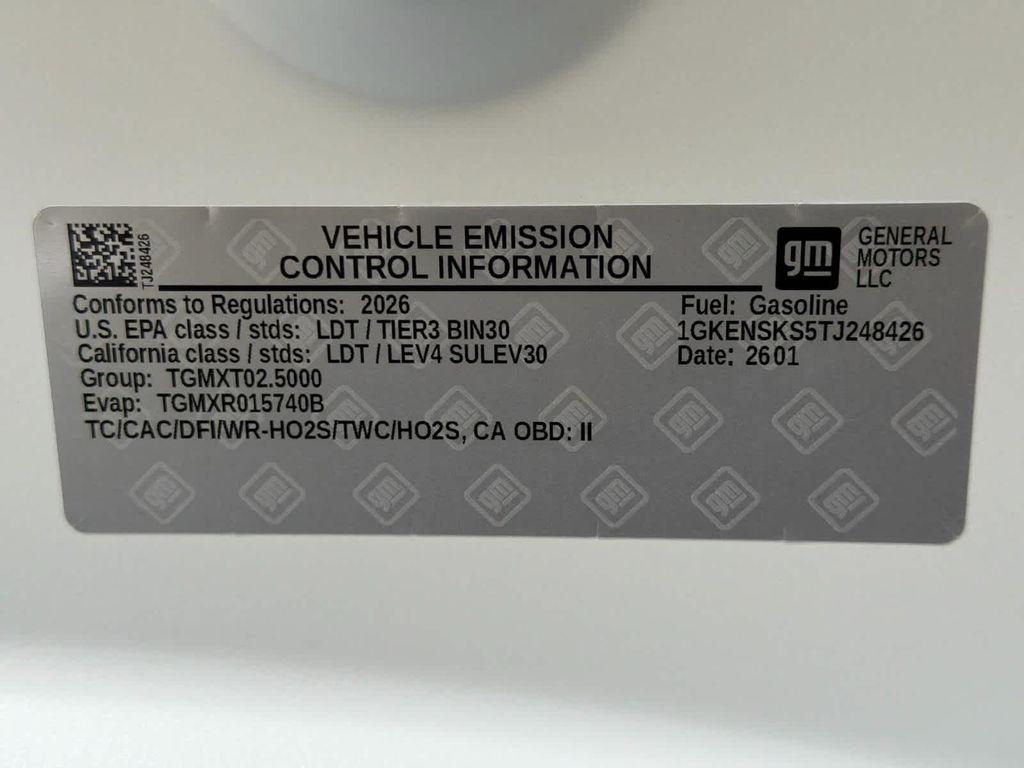 TJ248426
VEHICLE EMISSION
CONTROL INFORMATION
gm
GENERAL
MOTORS
LLC
Conforms to Regulations: 2026
U.S. EPA class / stds: LDT / TIER3 BIN30
California class / stds: LDT / LEV4 SULEV30
Group: TGMXT02.5000
Evap: TGMXR015740B
TC/CAC/DFI/WR-HO2S/TWC/HO2S, CA OBD: II
Fuel: Gasoline
1GKENSKS5TJ248426
Date: 2601